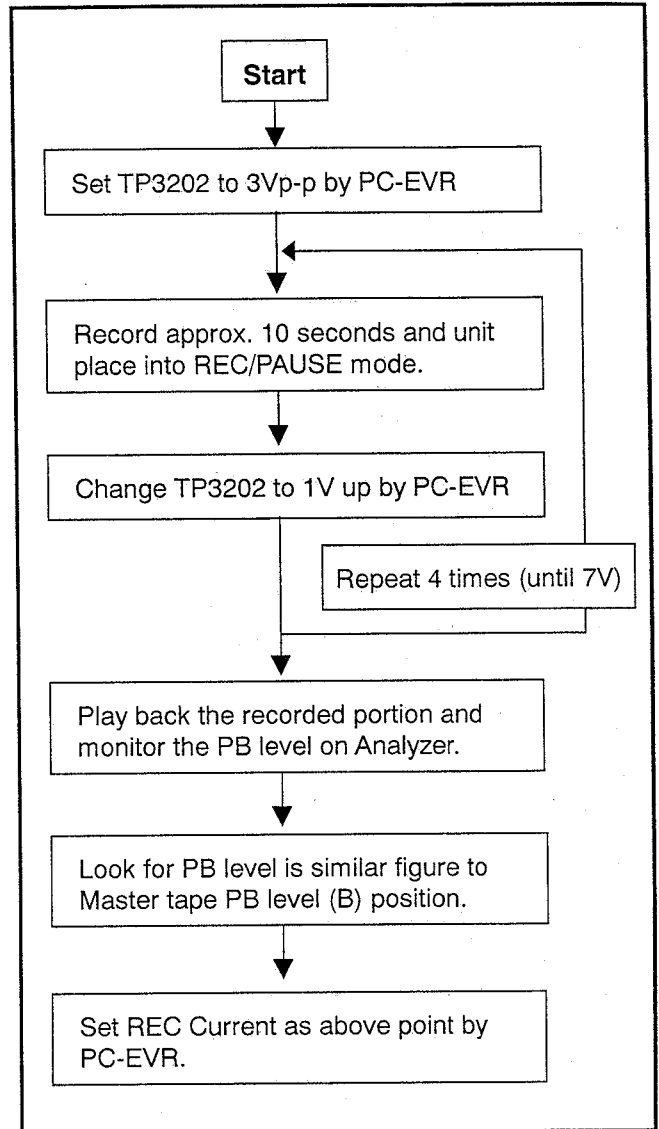 Start
Set TP3202 to 3Vp-p by PC-EVR
Record approx. 10 seconds and unit
place into REC/PAUSE mode.
Change TP3202 to 1V up by PC-EVR
Repeat 4 times (until 7V)
Play back the recorded portion and
monitor the PB level on Analyzer.
Look for PB level is similar figure to
Master tape PB level (B) position.
Set REC Current as above point by
PC-EVR.